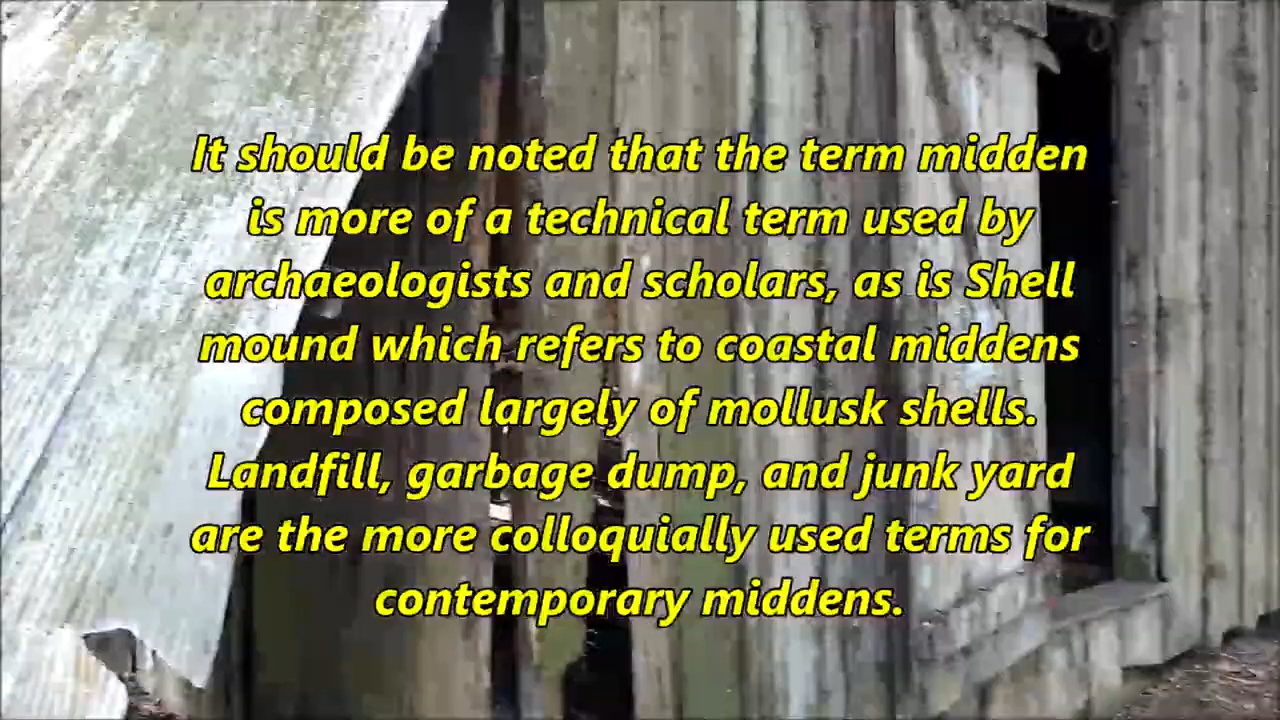 It should be noted that the term midden
is more of a technical term used by
archaeologists and scholars, as is Shell
mound which refers to coastal middens
composed largely of mollusk shells.
Landfill, garbage dump, and junk yard
are the more colloquially used terms for
contemporary middens.